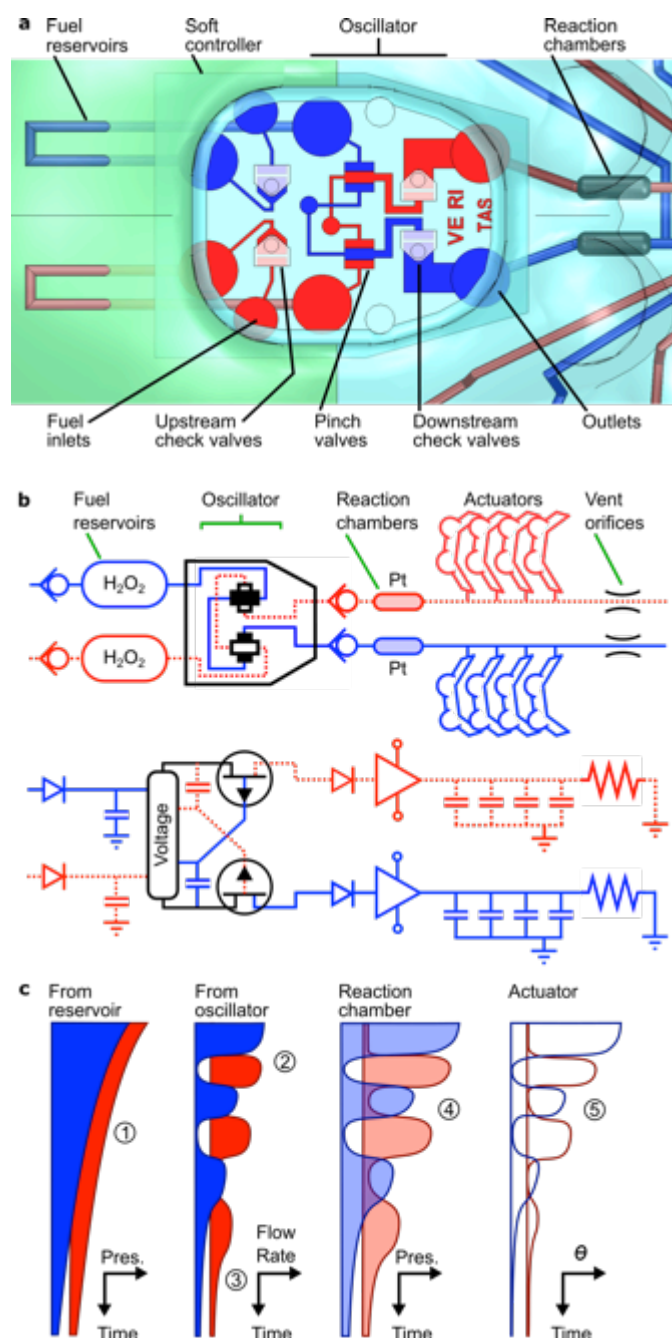 a
Fuel
reservoirs
Soft
controller
Oscillator
Reaction
chambers
VE RI
TAS
Fuel
inlets
Upstream
check valves
Pinch
valves
Downstream
check valves
Outlets
b
Fuel
reservoirs
Oscillator
Reaction
chambers
Actuators
Vent
orifices
H₂O₂
Pt
H₂O₂
Pt
Voltage
c
From
reservoir
From
oscillator
Reaction
chamber
Actuator
①
②
③
④
⑤
Pres.
Time
Flow
Rate
Time
Pres.
Time
θ
Time